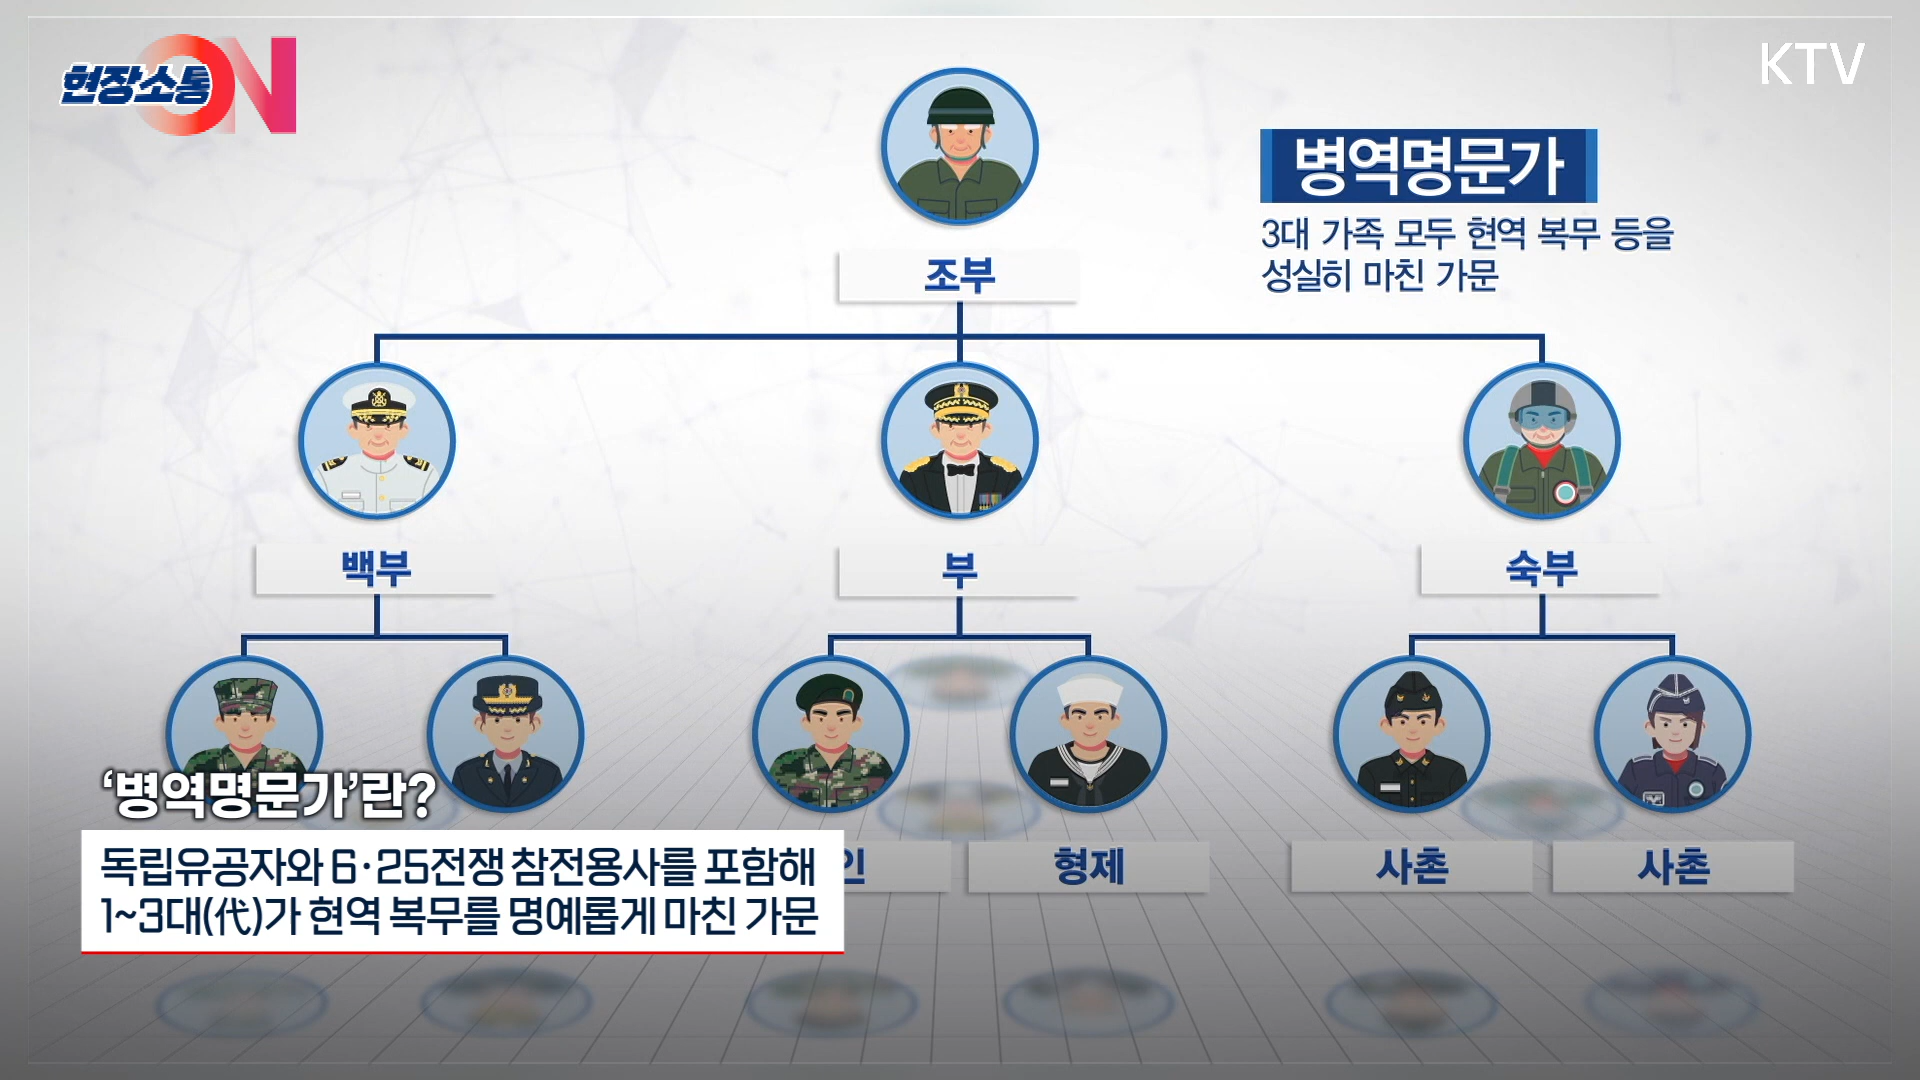 현장소통ON
KTV
병역명문가
3대 가족 모두 현역 복무 등을
성실히 마친 가문
조부
백부
부
숙부
인
형제
사촌
사촌
‘병역명문가’란?
독립유공자와 6·25전쟁 참전용사를 포함해
1~3대(代)가 현역 복무를 명예롭게 마친 가문